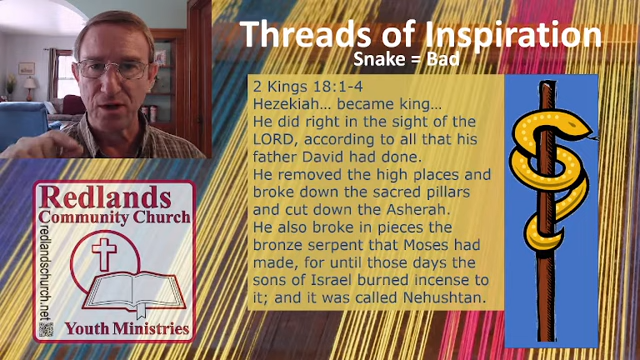 Threads of Inspiration
Snake = Bad
2 Kings 18:1-4
Hezekiah... became king...
He did right in the sight of the
LORD, according to all that his
father David had done.
He removed the high places and
broke down the sacred pillars
and cut down the Asherah.
He also broke in pieces the
bronze serpent that Moses had
made, for until those days the
sons of Israel burned incense to
it; and it was called Nehushtan.
Redlands
Community Church
redlandschurch.net
Youth Ministries